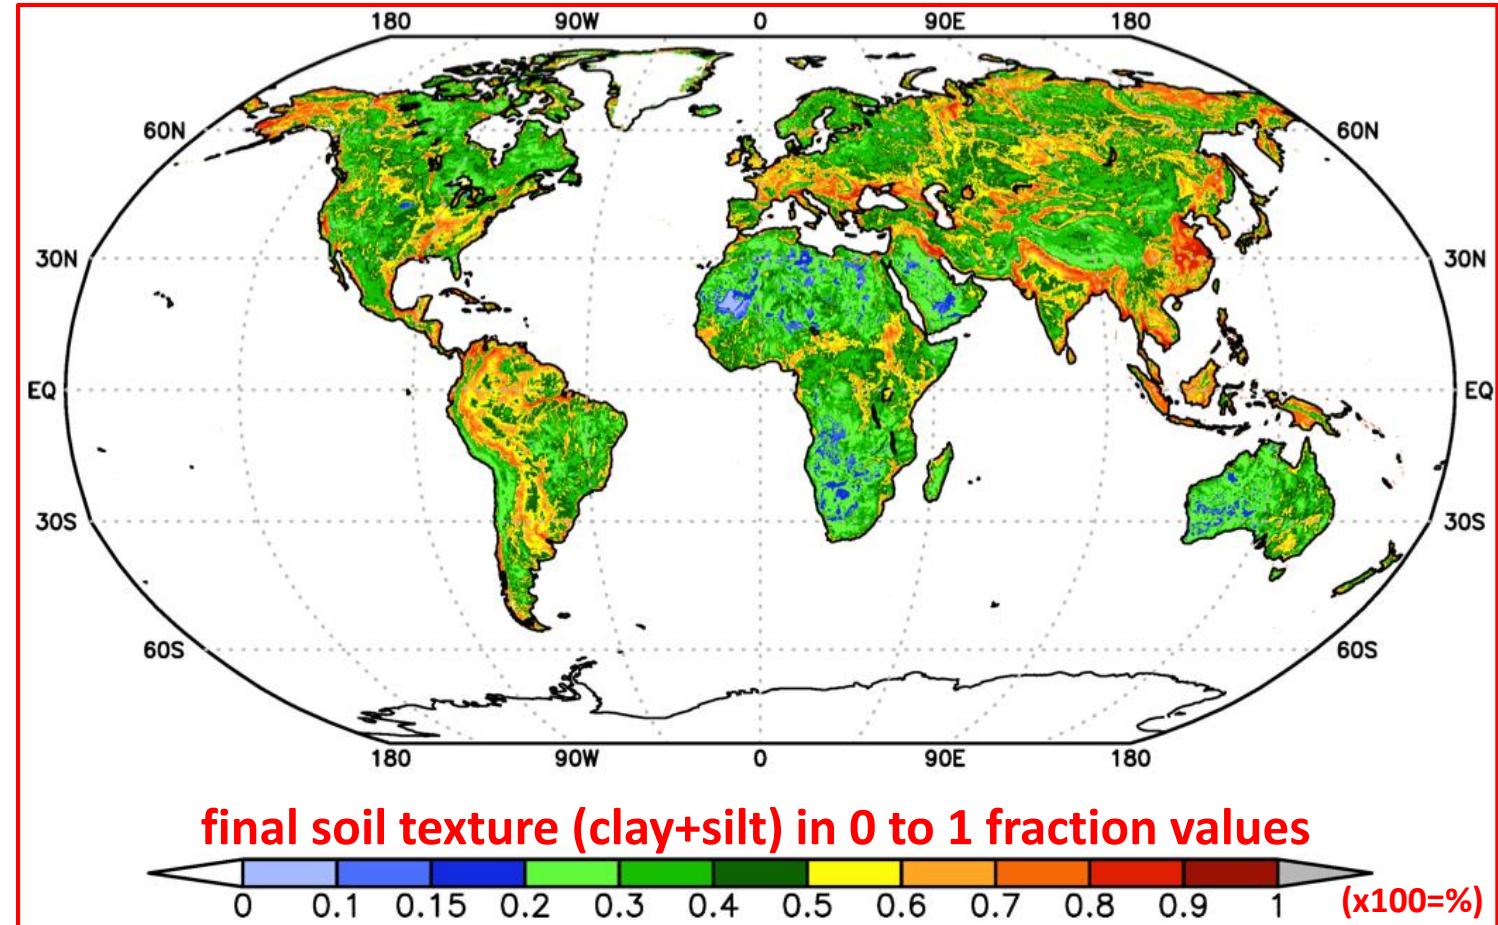 180 90W 0 90E 180
60N 60N
30N 30N
EQ EQ
30S 30S
60S 60S
180 90W 0 90E 180
final soil texture (clay+silt) in 0 to 1 fraction values
0 0.1 0.15 0.2 0.3 0.4 0.5 0.6 0.7 0.8 0.9 1 (x100=%)